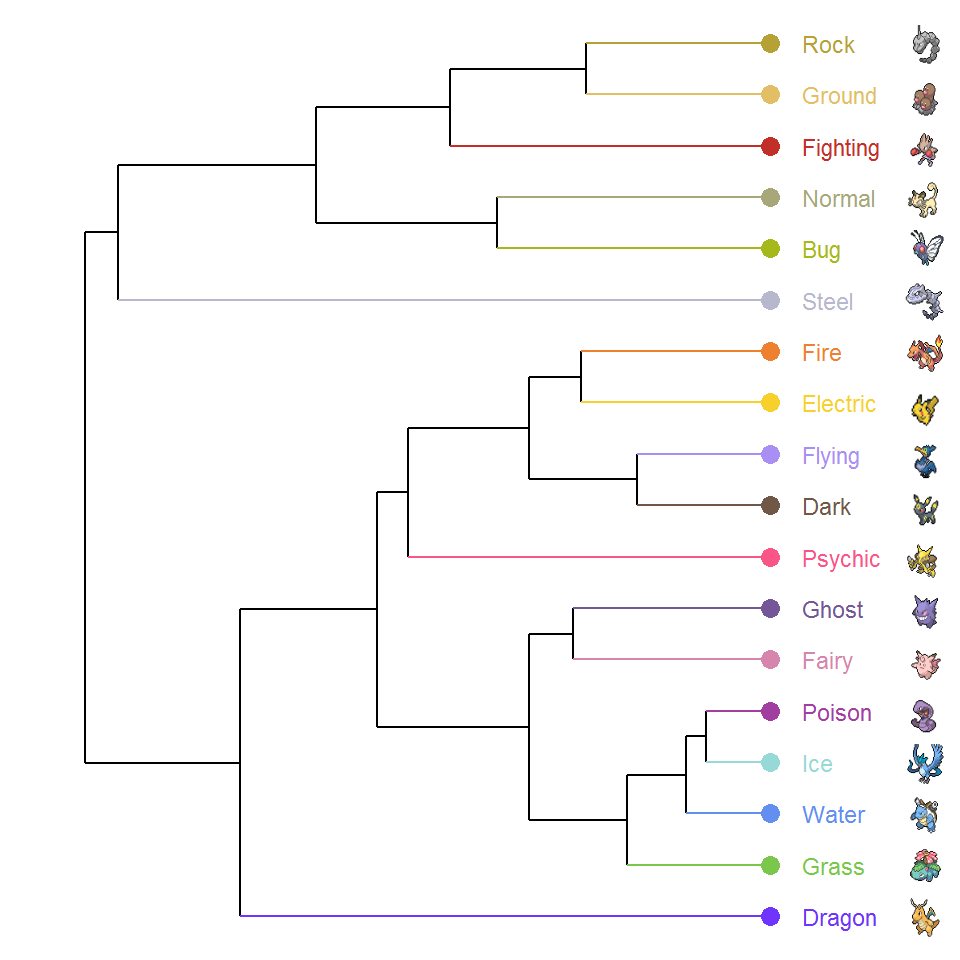 Rock
Ground
Fighting
Normal
Bug
Steel
Fire
Electric
Flying
Dark
Psychic
Ghost
Fairy
Poison
Ice
Water
Grass
Dragon